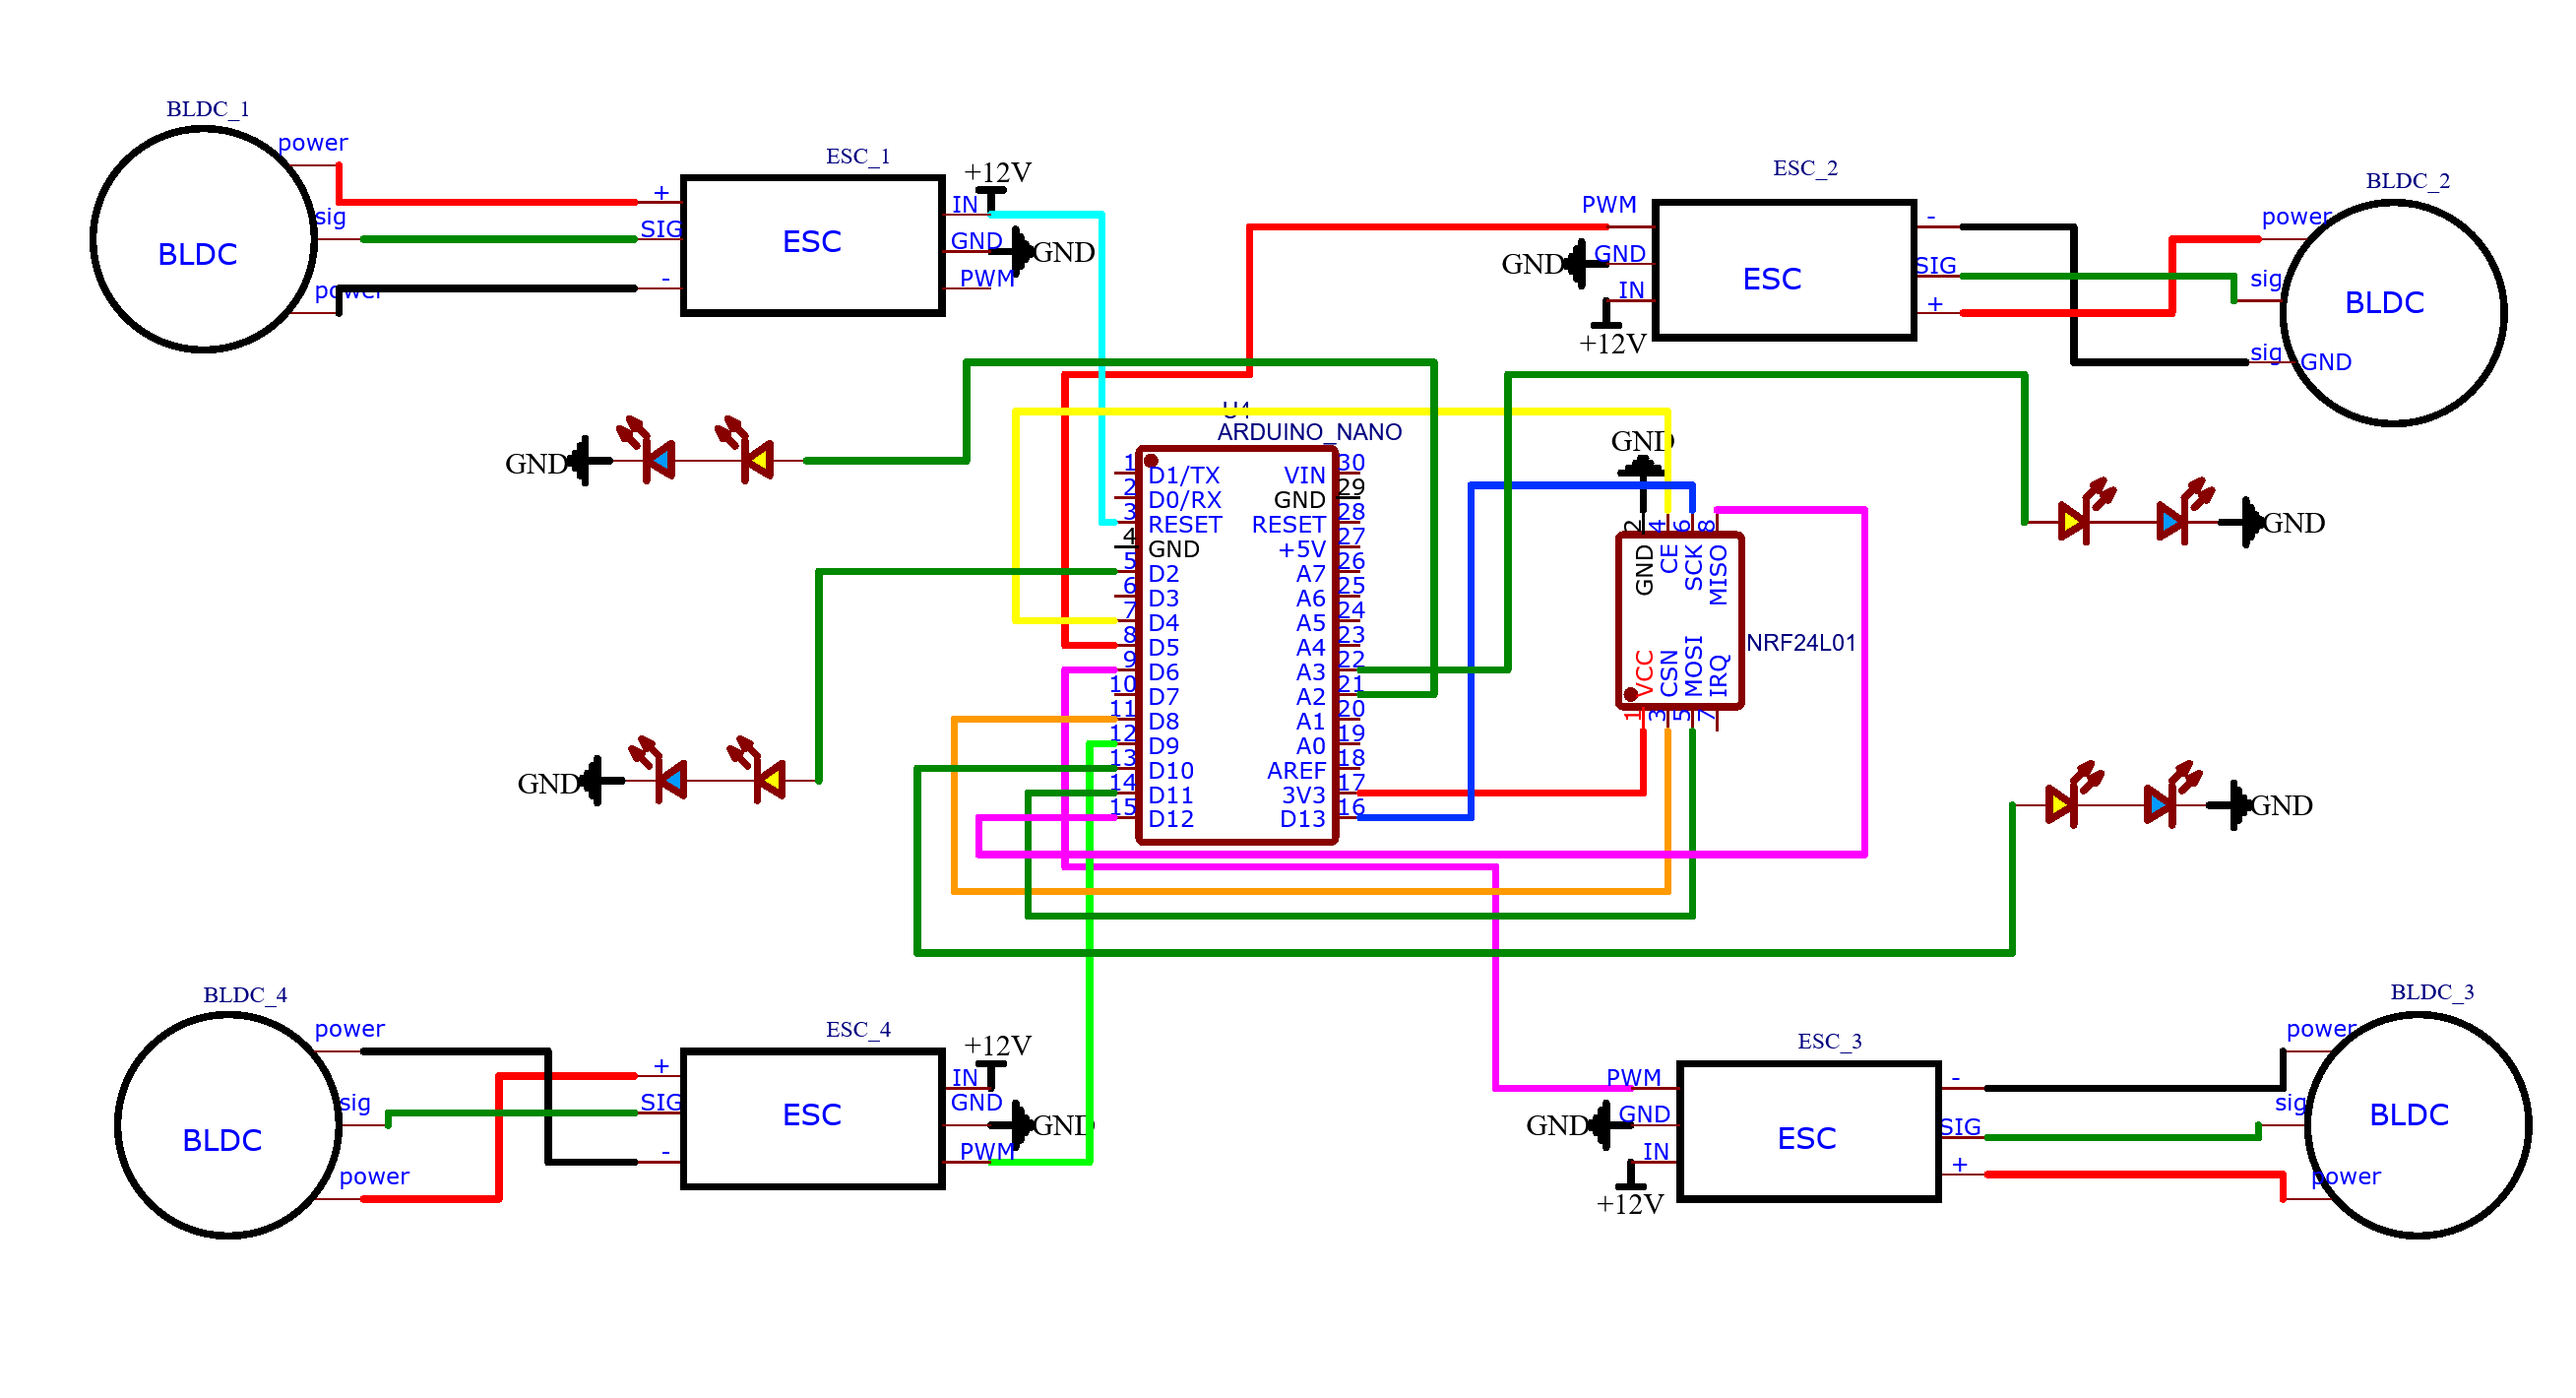 BLDC_1
power
sig
power
BLDC
ESC_1
+
SIG
-
ESC
+12V
IN
GND
GND
PWM
ESC_2
PWM
GND
GND
IN
+12V
ESC
-
SIG
+
BLDC_2
power
sig
sig
GND
BLDC
GND
GND
U4
ARDUINO_NANO
1 D1/TX VIN 30
2 D0/RX GND 29
3 RESET RESET 28
4 GND +5V 27
5 D2 A7 26
6 D3 A6 25
7 D4 A5 24
8 D5 A4 23
9 D6 A3 22
10 D7 A2 21
11 D8 A1 20
12 D9 A0 19
13 D10 AREF 18
14 D11 3V3 17
15 D12 D13 16
GND
2 4 6 8
GND CE SCK MISO
NRF24L01
VCC CSN MOSI IRQ
1 3 5 7
GND
GND
BLDC_4
power
sig
power
BLDC
ESC_4
+
SIG
-
ESC
+12V
IN
GND
GND
PWM
ESC_3
PWM
GND
GND
IN
+12V
ESC
-
SIG
+
BLDC_3
power
sig
power
BLDC